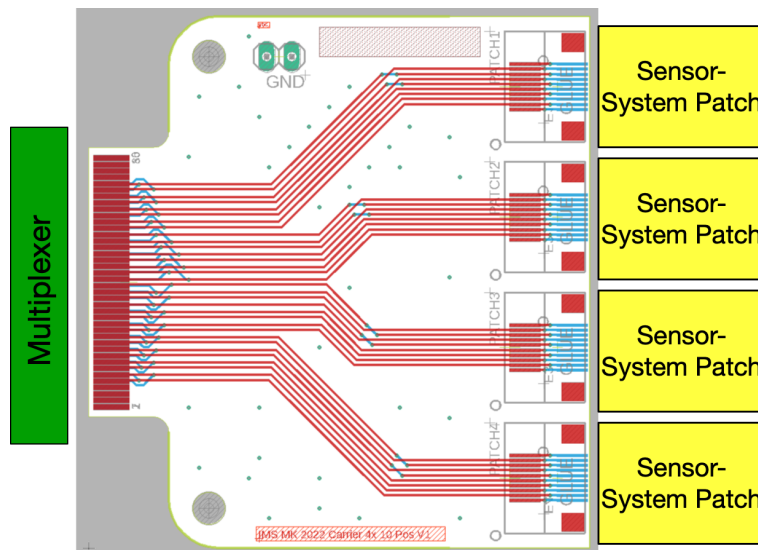 GND
PATCH1
GLUE
Sensor-
System Patch
80
PATCH2
GLUE
Sensor-
System Patch
Multiplexer
PATCH3
GLUE
Sensor-
System Patch
PATCH4
GLUE
Sensor-
System Patch
JMS MK 2022 Carrier 4x 10 Pos V1